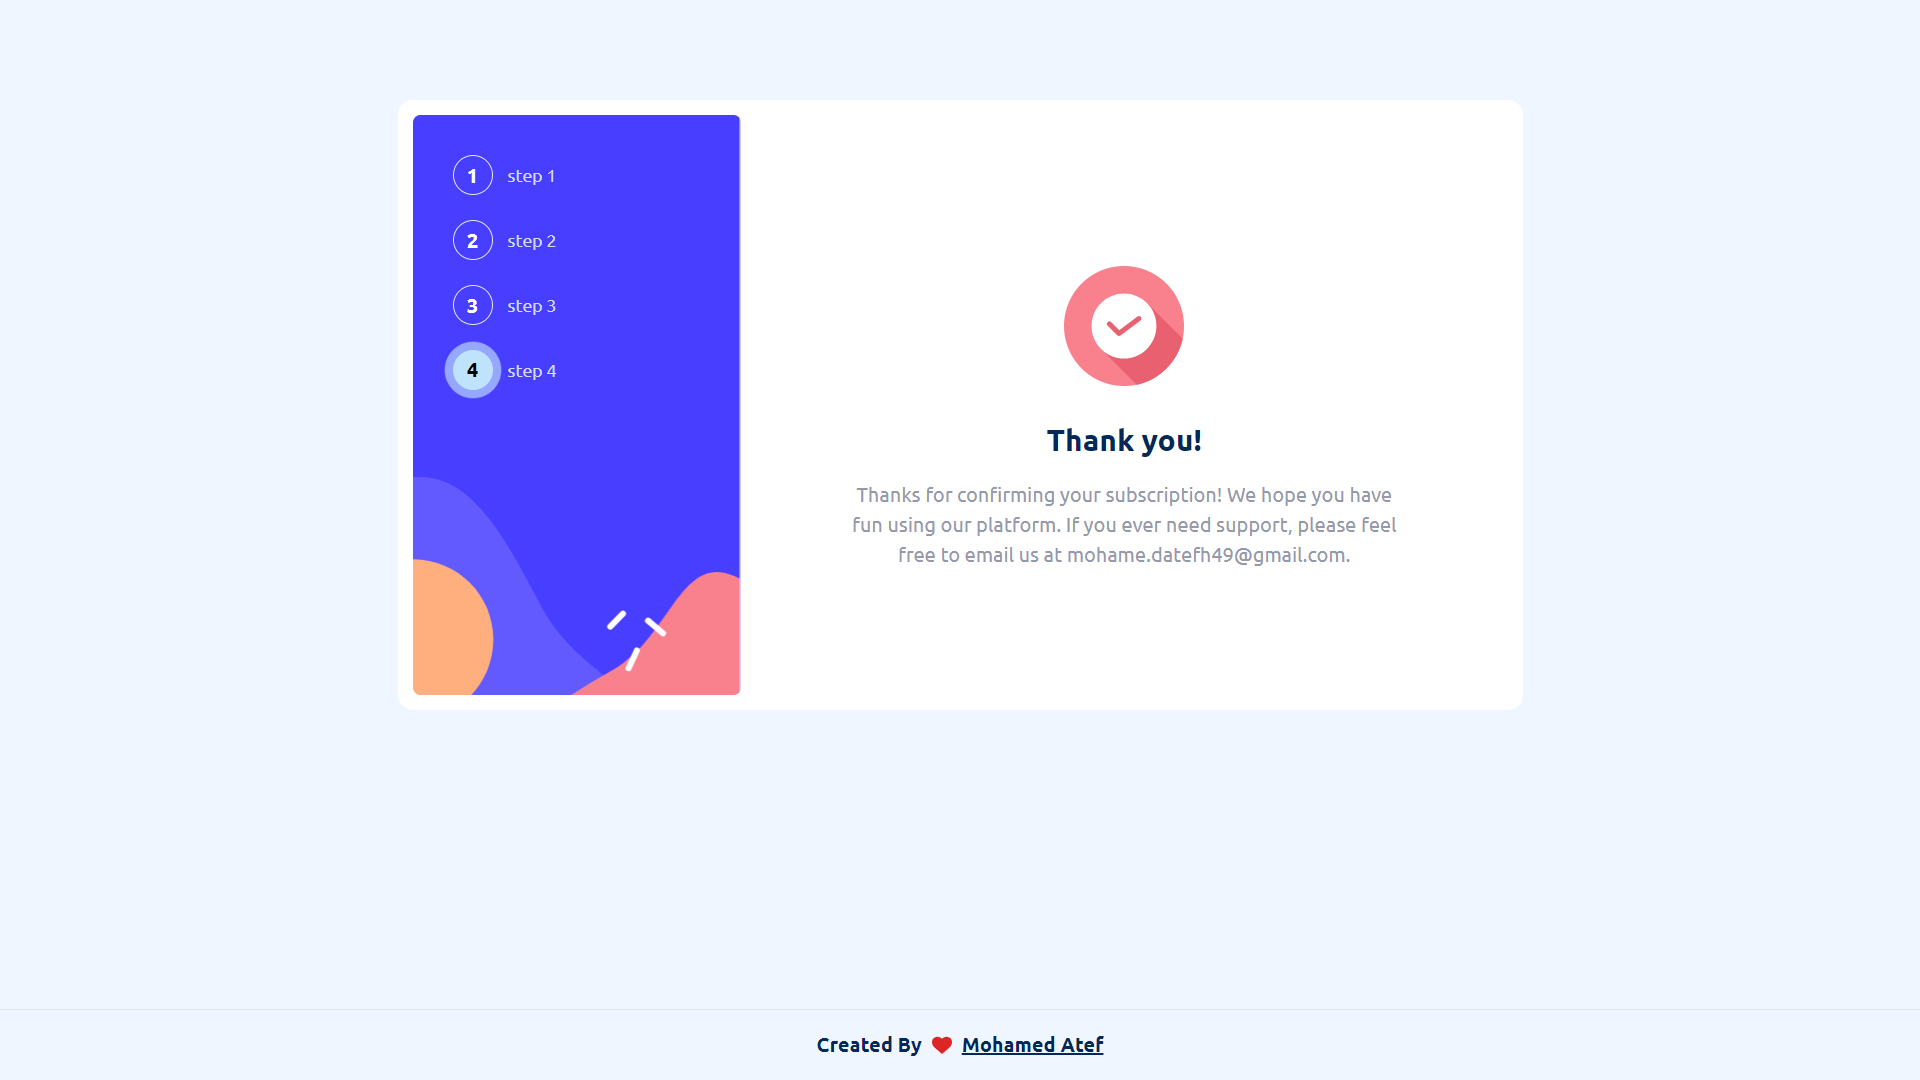 1 step 1
2 step 2
3 step 3
4 step 4
Thank you!
Thanks for confirming your subscription! We hope you have
fun using our platform. If you ever need support, please feel
free to email us at mohame.datefh49@gmail.com.
Created By Mohamed Atef